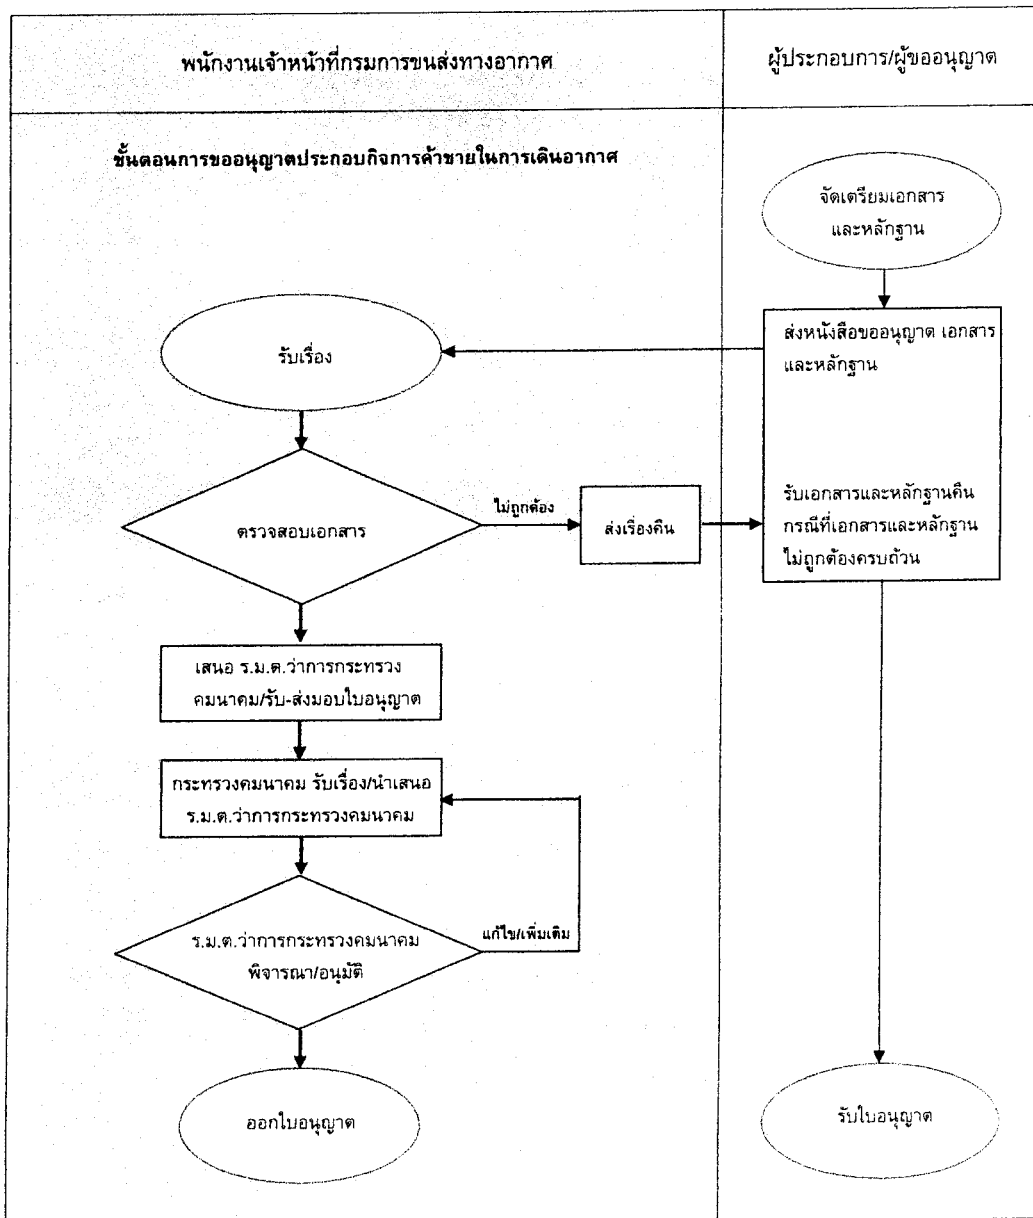 พนักงานเจ้าหน้าที่กรมการขนส่งทางอากาศ
ผู้ประกอบการ/ผู้ขออนุญาต
ขั้นตอนการขออนุญาตประกอบกิจการค้าขายในการเดินอากาศ
จัดเตรียมเอกสาร
และหลักฐาน
ส่งหนังสือขออนุญาต เอกสาร
และหลักฐาน
รับเรื่อง
ตรวจสอบเอกสาร
ไม่ถูกต้อง
ส่งเรื่องคืน
รับเอกสารและหลักฐานคืน
กรณีที่เอกสารและหลักฐาน
ไม่ถูกต้องครบถ้วน
เสนอ ร.ม.ต.ว่าการกระทรวง
คมนาคม/รับ-ส่งมอบใบอนุญาต
กระทรวงคมนาคม รับเรื่อง/นำเสนอ
ร.ม.ต.ว่าการกระทรวงคมนาคม
ร.ม.ต.ว่าการกระทรวงคมนาคม
พิจารณา/อนุมัติ
แก้ไข/เพิ่มเติม
ออกใบอนุญาต
รับใบอนุญาต